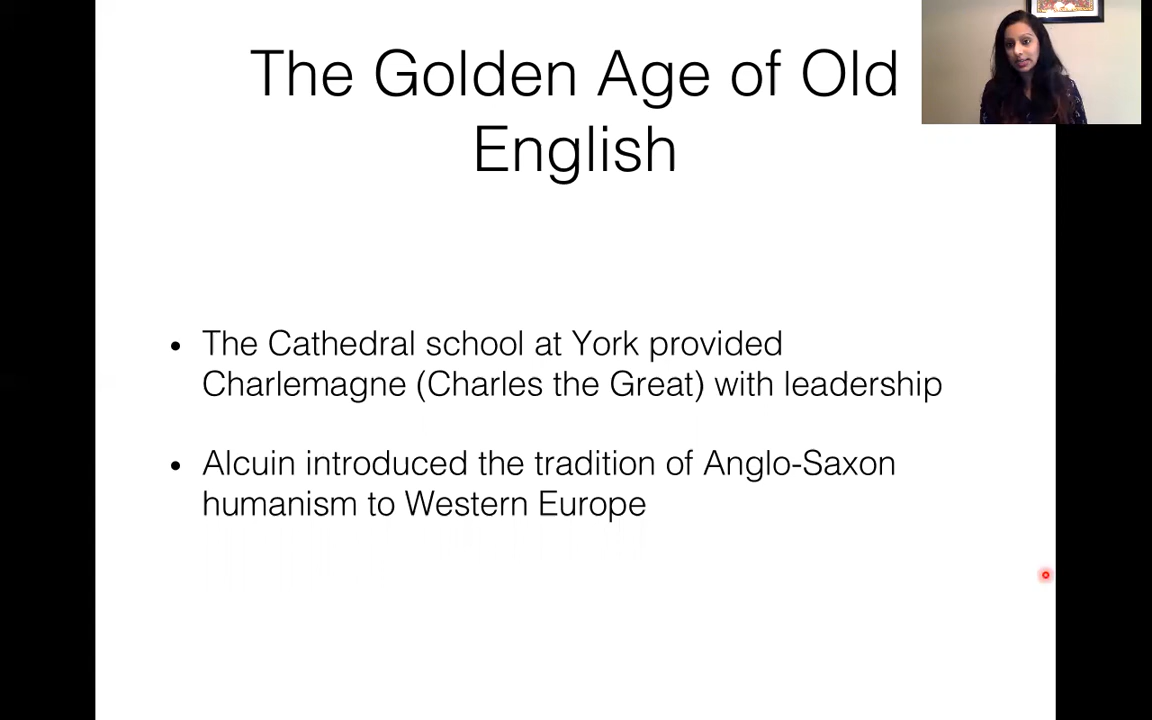 The Golden Age of Old
English
• The Cathedral school at York provided
Charlemagne (Charles the Great) with leadership
• Alcuin introduced the tradition of Anglo-Saxon
humanism to Western Europe